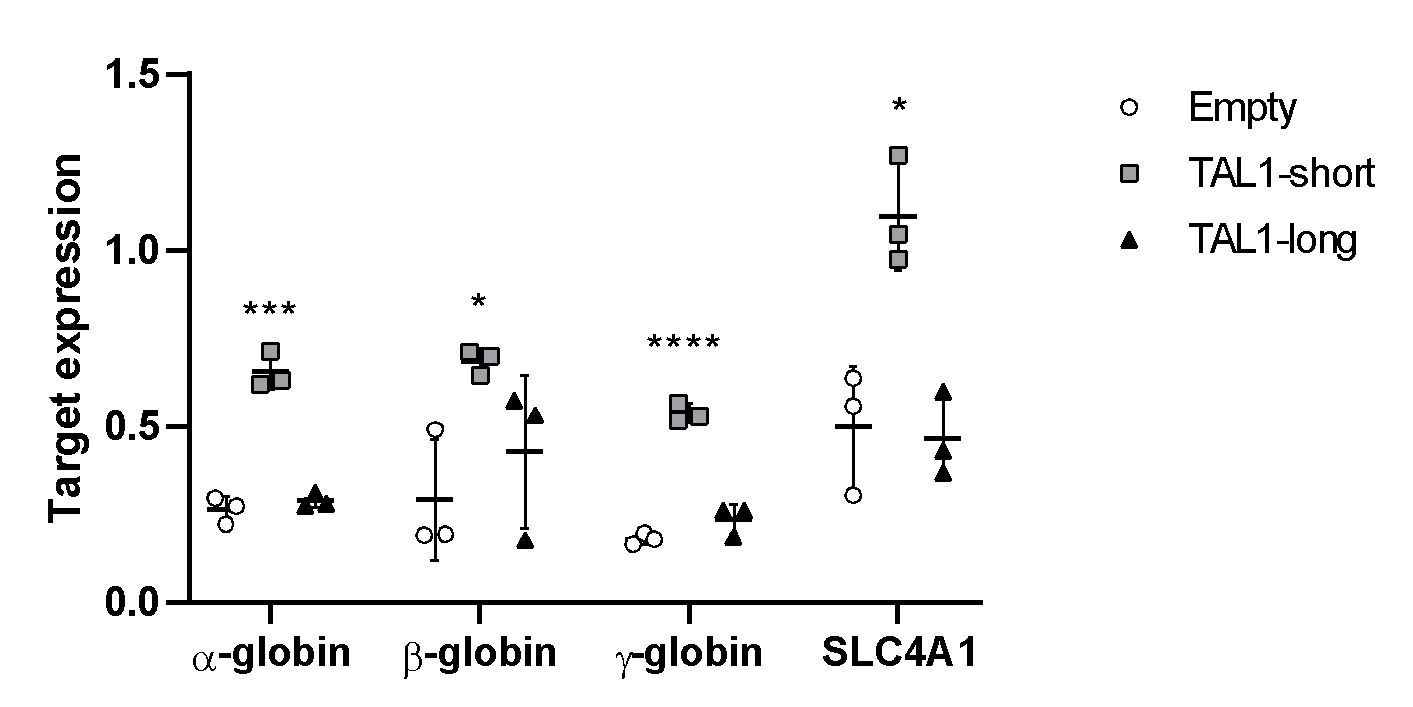 Target expression
1.5
1.0
0.5
0.0
***
*
****
*
α-globin
β-globin
γ-globin
SLC4A1
Empty
TAL1-short
TAL1-long